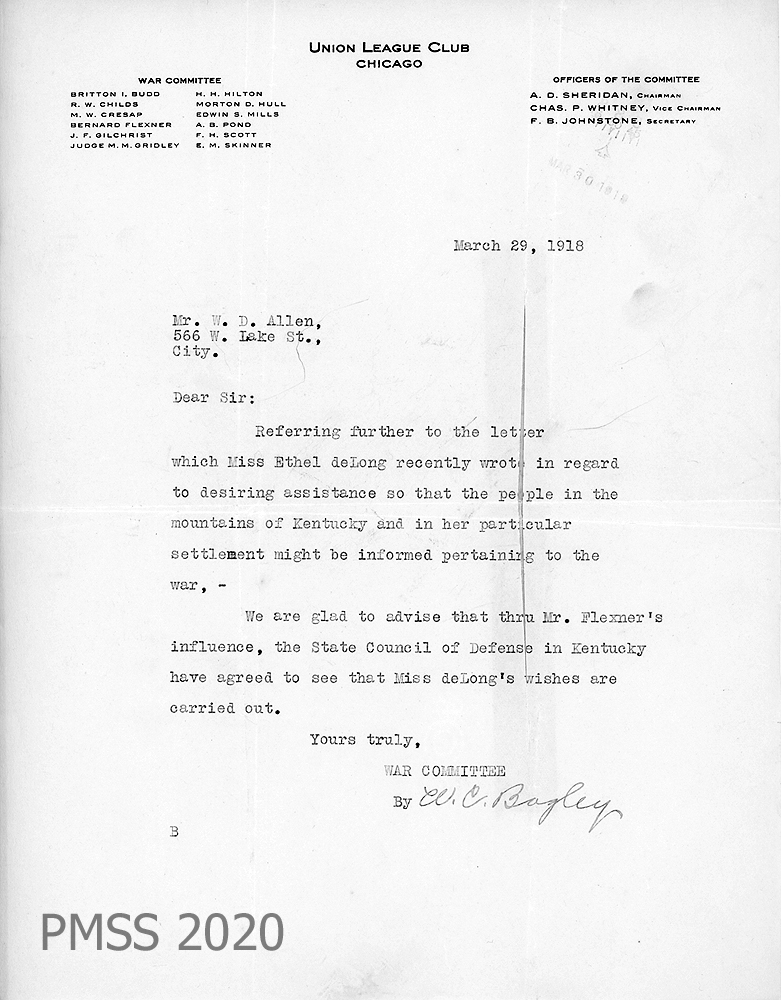 UNION LEAGUE CLUB
CHICAGO
WAR COMMITTEE
BRITTON I. BUDD
R. W. CHILDS
M. W. CRESAP
BERNARD FLEXNER
J. F. GILCHRIST
JUDGE M. M. GRIDLEY
H. H. HILTON
MORTON D. HULL
EDWIN S. MILLS
A. B. POND
F. H. SCOTT
E. M. SKINNER
OFFICERS OF THE COMMITTEE
A. D. SHERIDAN, CHAIRMAN
CHAS. P. WHITNEY, VICE CHAIRMAN
F. B. JOHNSTONE, SECRETARY
MAR 30 1918
March 29, 1918
Mr. W. D. Allen,
566 W. Lake St.,
City.
Dear Sir:
Referring further to the letter
which Miss Ethel deLong recently wrote in regard
to desiring assistance so that the people in the
mountains of Kentucky and in her particular
settlement might be informed pertaining to the
war, -
We are glad to advise that thru Mr. Flexner's
influence, the State Council of Defense in Kentucky
have agreed to see that Miss deLong's wishes are
carried out.
Yours truly,
WAR COMMITTEE
By W. C. Bagley
B
PMSS 2020